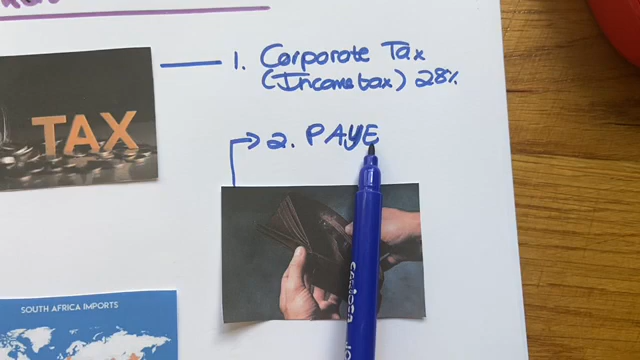 1. Corporate Tax
(Income tax) 28%
TAX
2. PAYE
SOUTH AFRICA IMPORTS